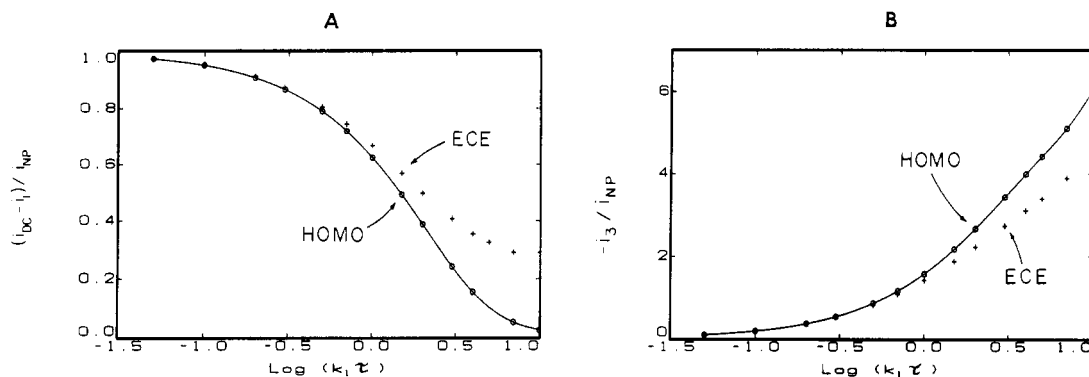 A
(i_DC - i_1) / i_NP
1.0
0.8
0.6
0.4
0.2
0.0
-1.5
-1.0
-0.5
0.0
0.5
1.0
Log (k_1 τ)
ECE
HOMO
B
-i_3 / i_NP
6
4
2
0
-1.5
-1.0
-0.5
0.0
0.5
1.0
Log (k_1 τ)
HOMO
ECE